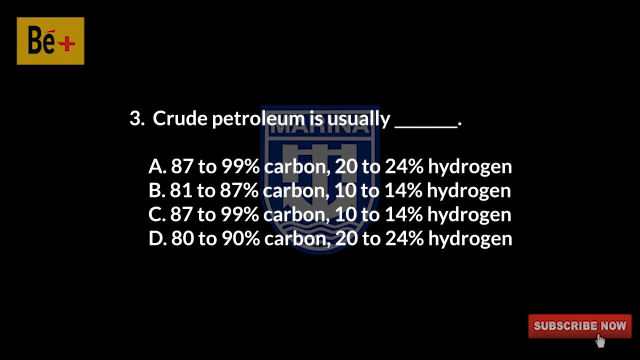 Bé+
3. Crude petroleum is usually ______.
MARINA
A. 87 to 99% carbon, 20 to 24% hydrogen
B. 81 to 87% carbon, 10 to 14% hydrogen
C. 87 to 99% carbon, 10 to 14% hydrogen
D. 80 to 90% carbon, 20 to 24% hydrogen
SUBSCRIBE NOW